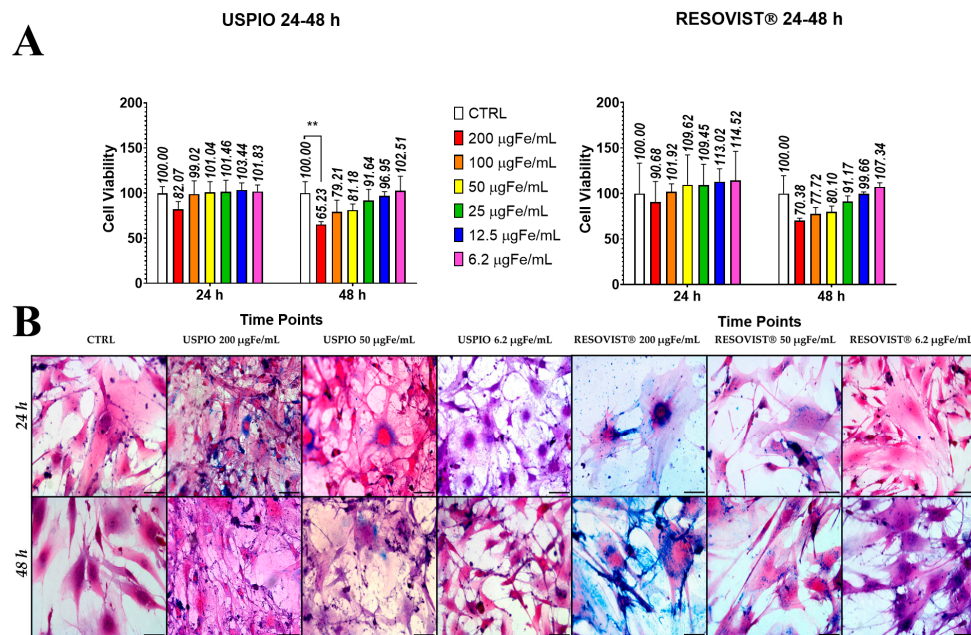 USPIO 24-48 h
RESOVIST® 24-48 h
A
200
150
100
50
0
Cell Viability
100.00
82.07
99.02
101.04
101.46
103.44
101.83
**
100.00
65.23
79.21
81.18
91.64
96.95
102.51
24 h
48 h
Time Points
CTRL
200 µgFe/mL
100 µgFe/mL
50 µgFe/mL
25 µgFe/mL
12.5 µgFe/mL
6.2 µgFe/mL
200
150
100
50
0
Cell Viability
100.00
90.68
101.92
109.62
109.45
113.02
114.52
100.00
70.38
77.72
80.10
91.17
99.66
107.34
24 h
48 h
Time Points
B
CTRL
USPIO 200 µgFe/mL
USPIO 50 µgFe/mL
USPIO 6.2 µgFe/mL
RESOVIST® 200 µgFe/mL
RESOVIST® 50 µgFe/mL
RESOVIST® 6.2 µgFe/mL
24 h
48 h